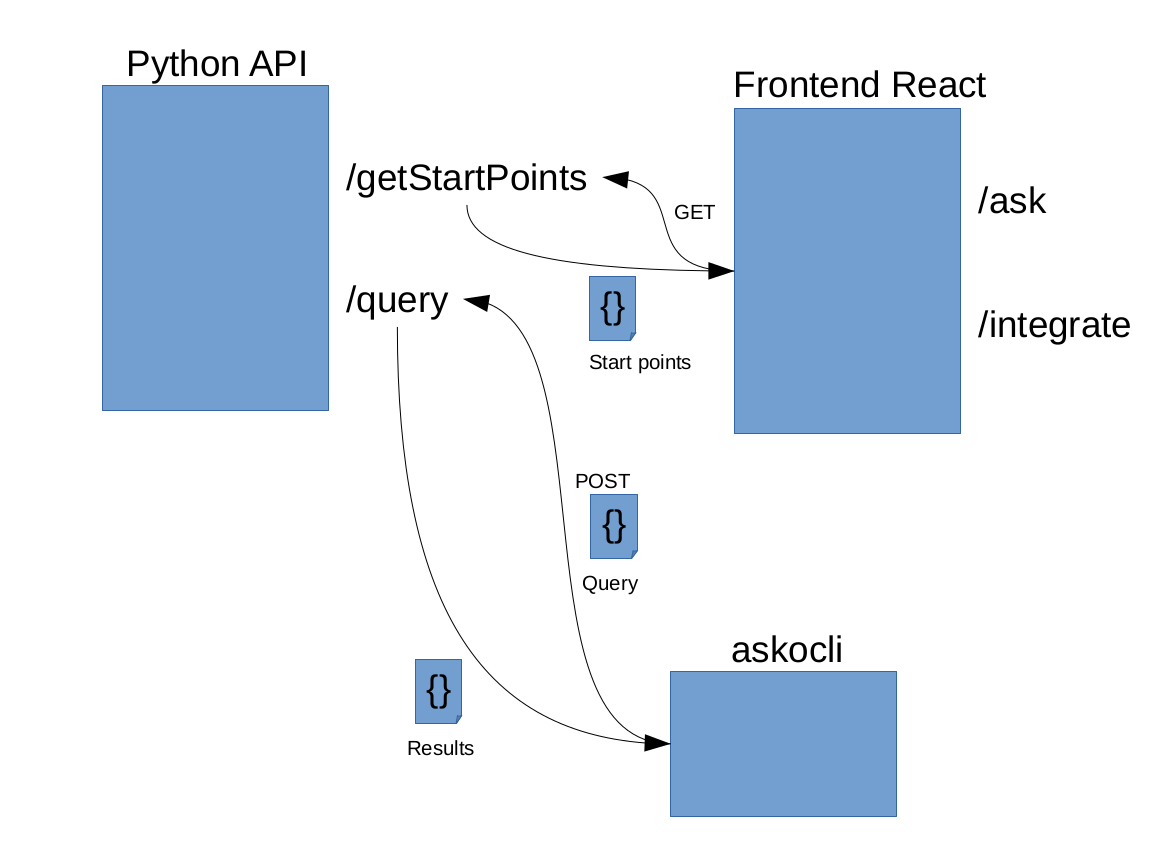 Python API
Frontend React
/getStartPoints
GET
/ask
/query
{}
Start points
/integrate
POST
{}
Query
askocli
{}
Results